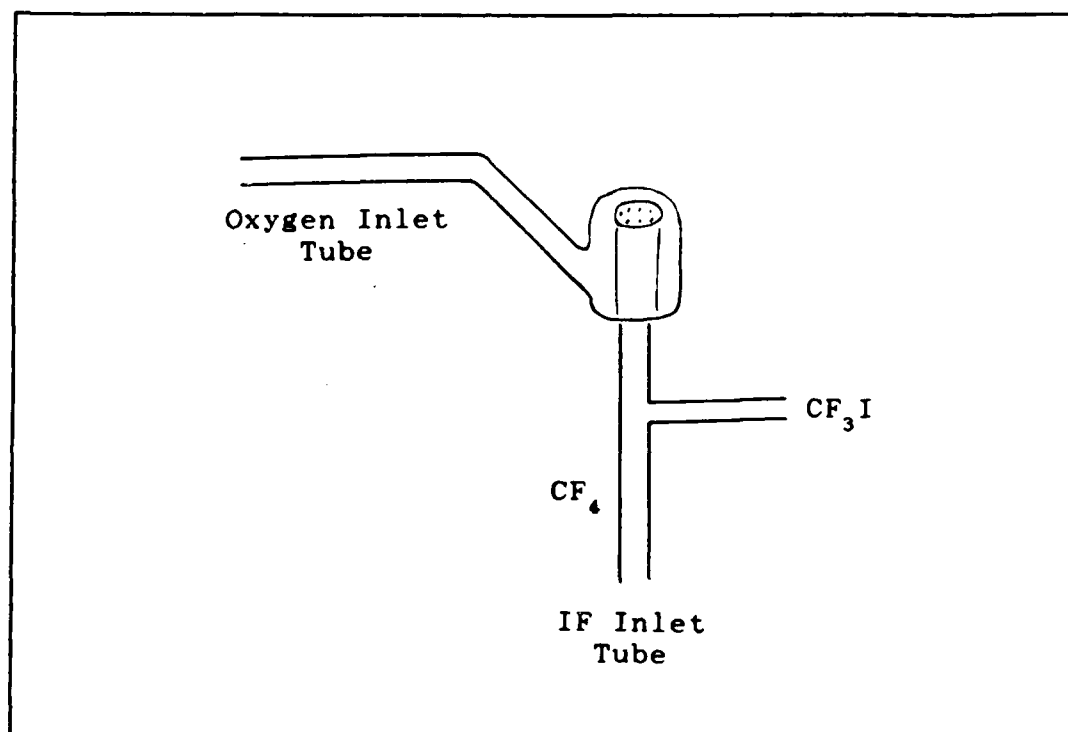 Oxygen Inlet
Tube
CF₃I
CF₄
IF Inlet
Tube